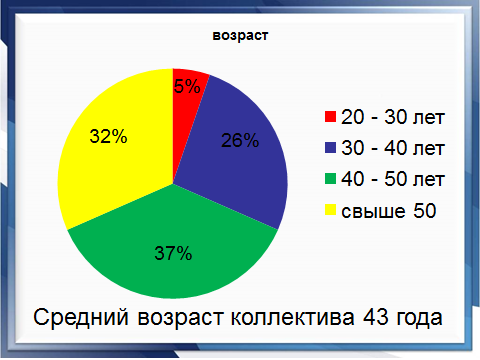 возраст
5%
26%
32%
37%
20 - 30 лет
30 - 40 лет
40 - 50 лет
свыше 50
Средний возраст коллектива 43 года